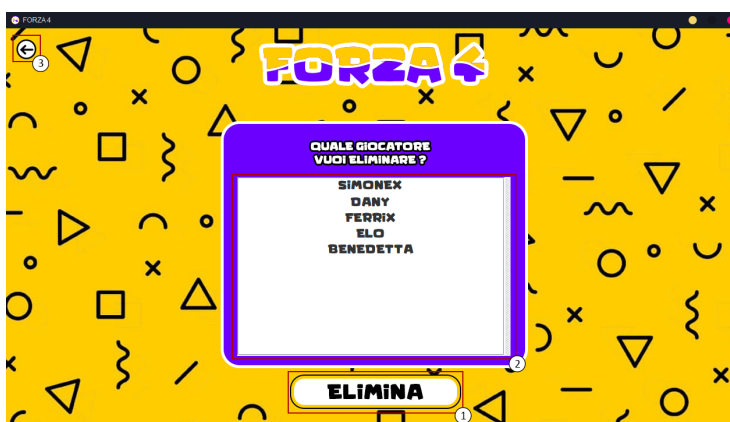 FORZA 4
3
FORZA 4
QUALE GIOCATORE
VUOI ELIMINARE ?
SIMONEX
DANY
FERRIX
ELO
BENEDETTA
2
ELIMINA
1